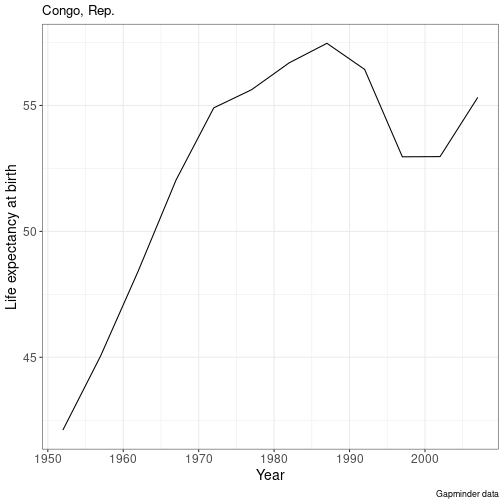 Congo, Rep.
Life expectancy at birth
55
50
45
1950 1960 1970 1980 1990 2000
Year
Gapminder data